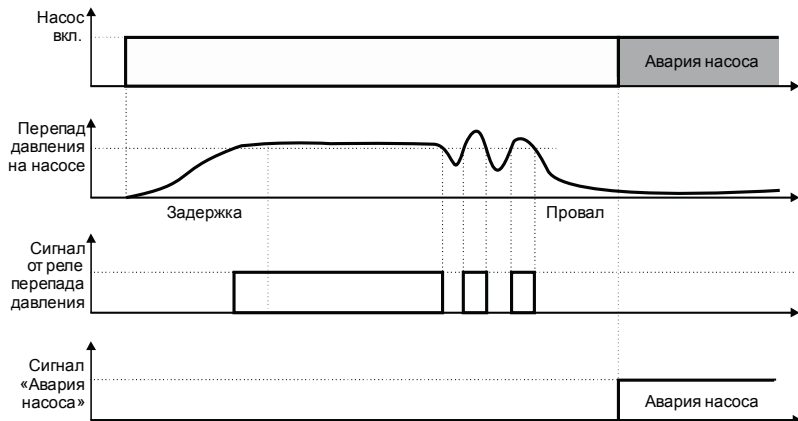 Насос
вкл.
Авария насоса
Перепад
давления
на насосе
Задержка
Провал
Сигнал
от реле
перепада
давления
Сигнал
«Авария
насоса»
Авария насоса